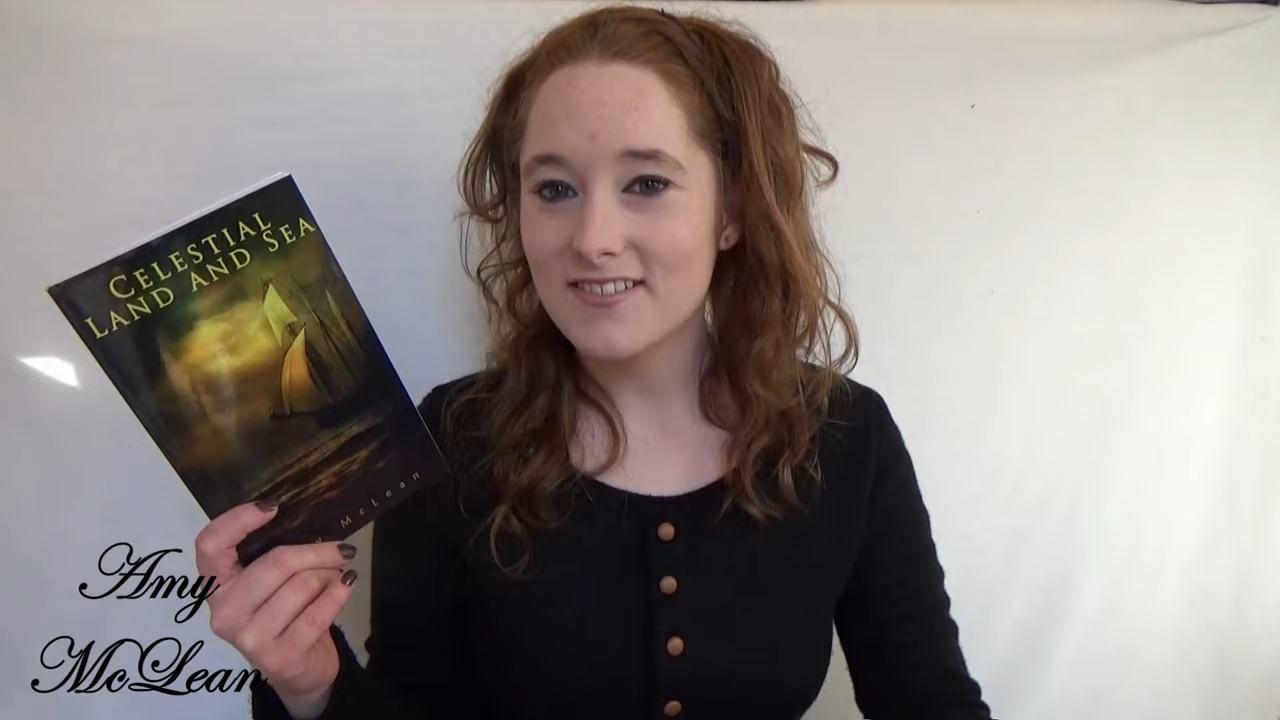 CELESTIAL
LAND AND SEA
McLean
Amy
McLean